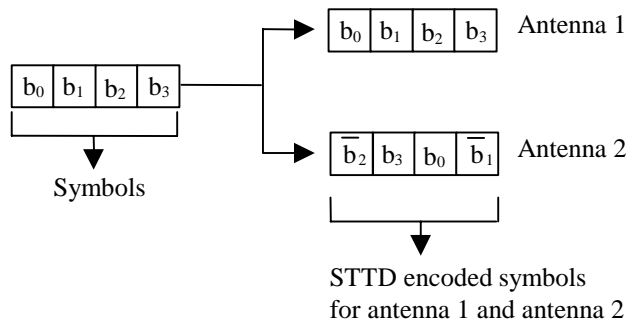 b₀ b₁ b₂ b₃ Antenna 1
b₀ b₁ b₂ b₃
b̅₂ b₃ b₀ b̅₁ Antenna 2
Symbols
STTD encoded symbols
for antenna 1 and antenna 2